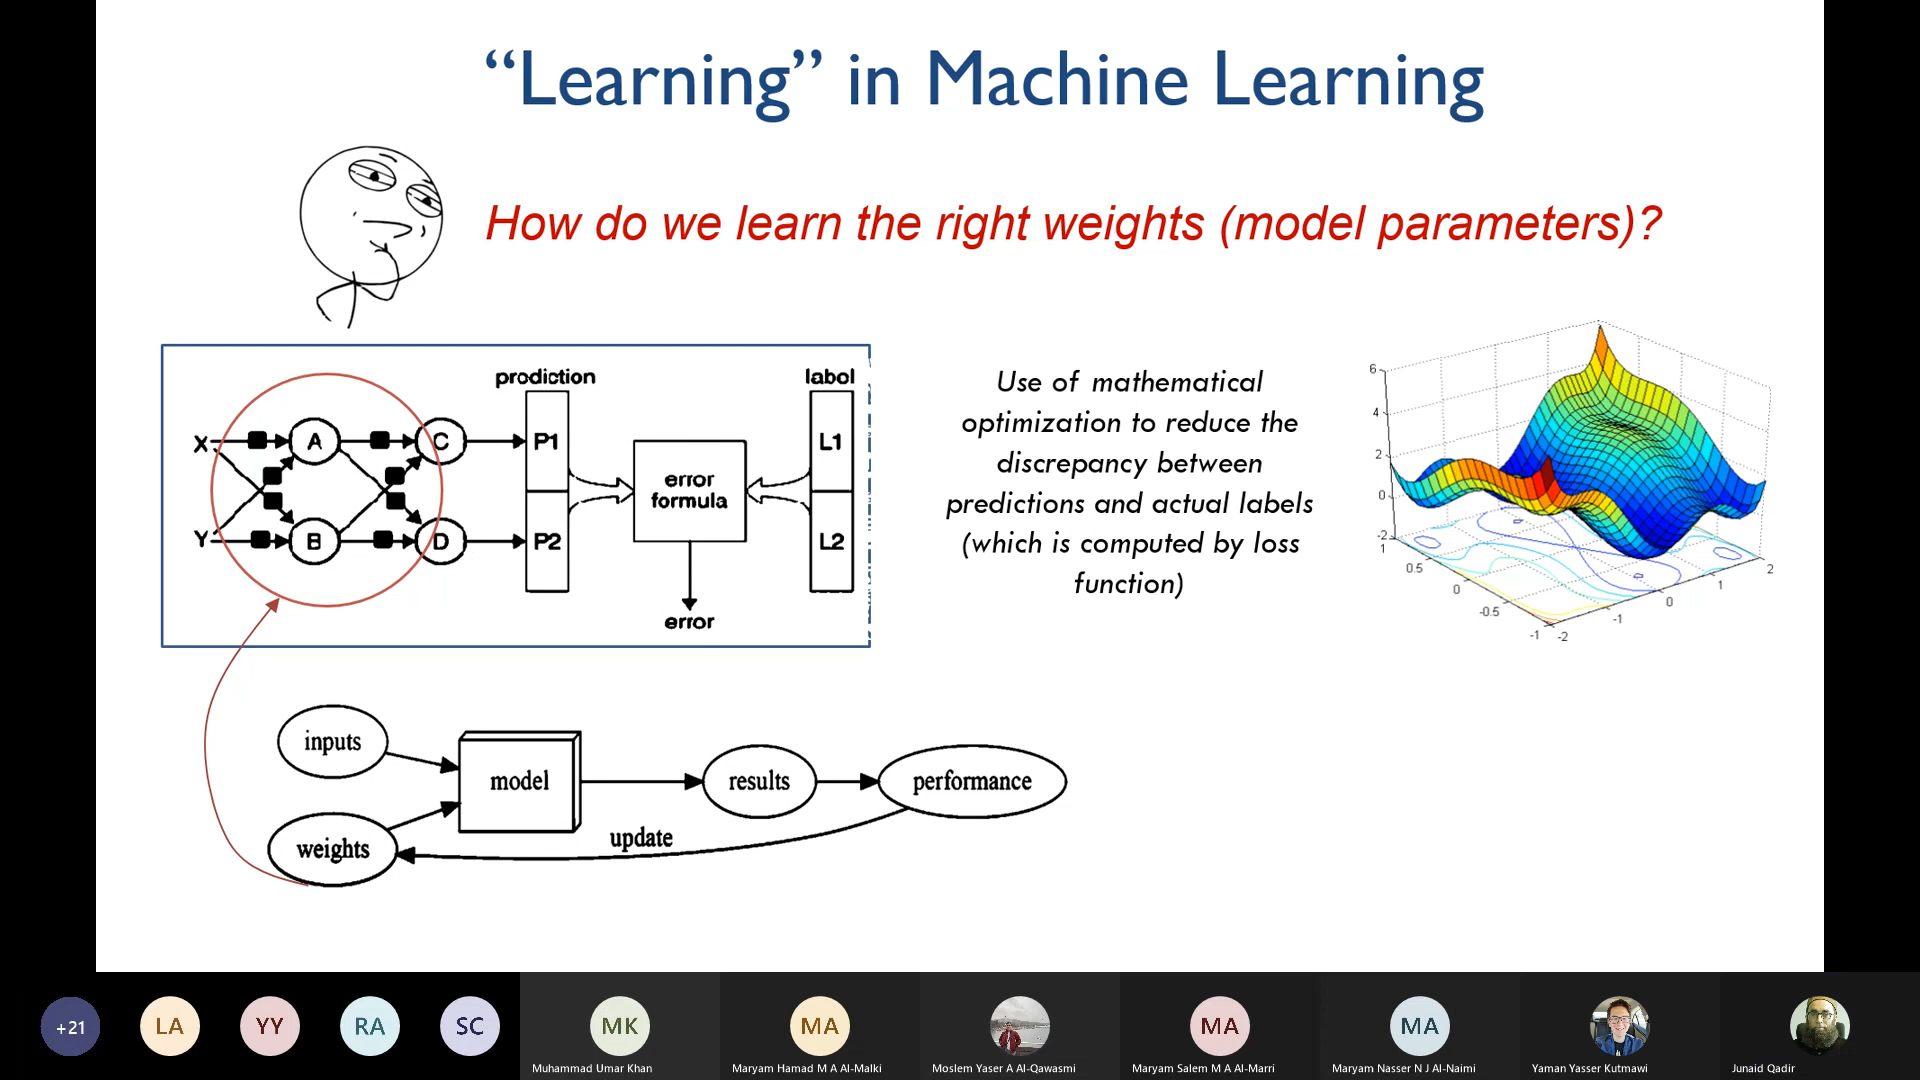 “Learning” in Machine Learning
How do we learn the right weights (model parameters)?
prediction
label
X
A
C
P1
L1
error
formula
Y
B
D
P2
L2
error
Use of mathematical
optimization to reduce the
discrepancy between
predictions and actual labels
(which is computed by loss
function)
6
4
2
0
-2
1
0.5
0
-0.5
-1
-2
-1
0
1
2
inputs
model
results
performance
weights
update
+21
LA
YY
RA
SC
MK
MA
MA
MA
Muhammad Umar Khan
Maryam Hamad M A Al-Malki
Moslem Yaser A Al-Qawasmi
Maryam Salem M A Al-Marri
Maryam Nasser N J Al-Naimi
Yaman Yasser Kutmawi
Junaid Qadir